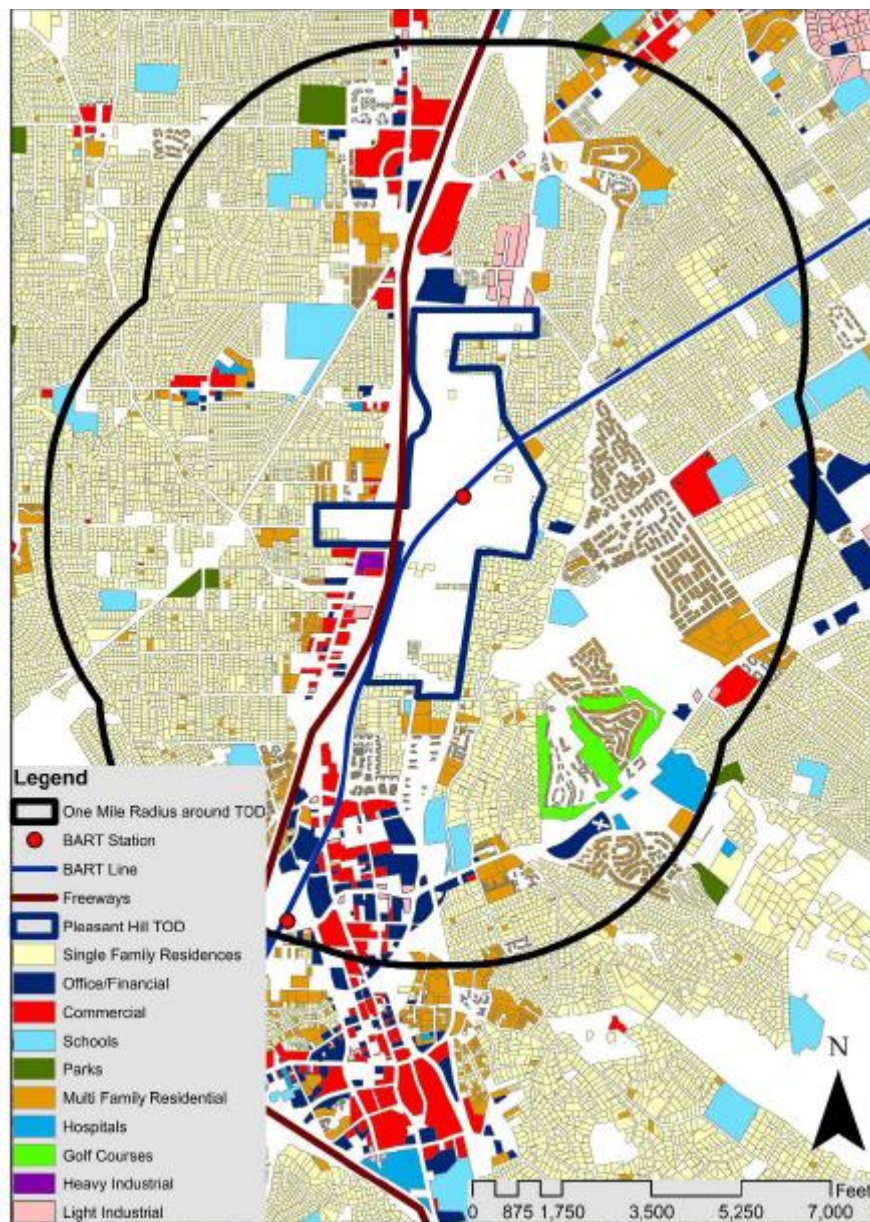 Legend
One Mile Radius around TOD
BART Station
BART Line
Freeways
Pleasant Hill TOD
Single Family Residences
Office/Financial
Commercial
Schools
Parks
Multi Family Residential
Hospitals
Golf Courses
Heavy Industrial
Light Industrial
N
Feet
0 875 1,750 3,500 5,250 7,000